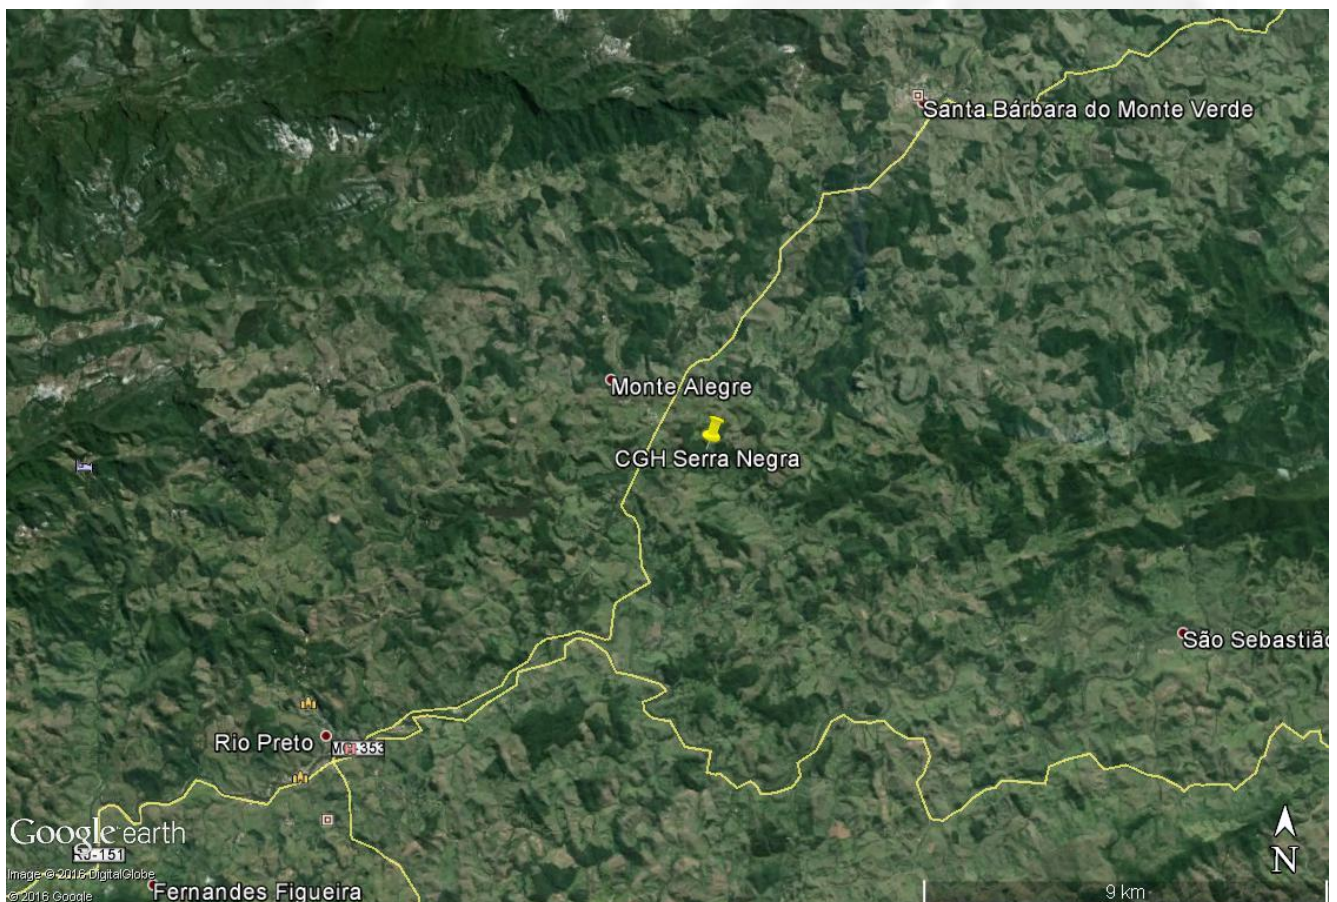 Santa Bárbara do Monte Verde
Monte Alegre
CGH Serra Negra
São Sebastião
Rio Preto
MG-353
Google earth
RJ-151
Image © 2016 DigitalGlobe
© 2016 Google
Fernandes Figueira
N
9 km